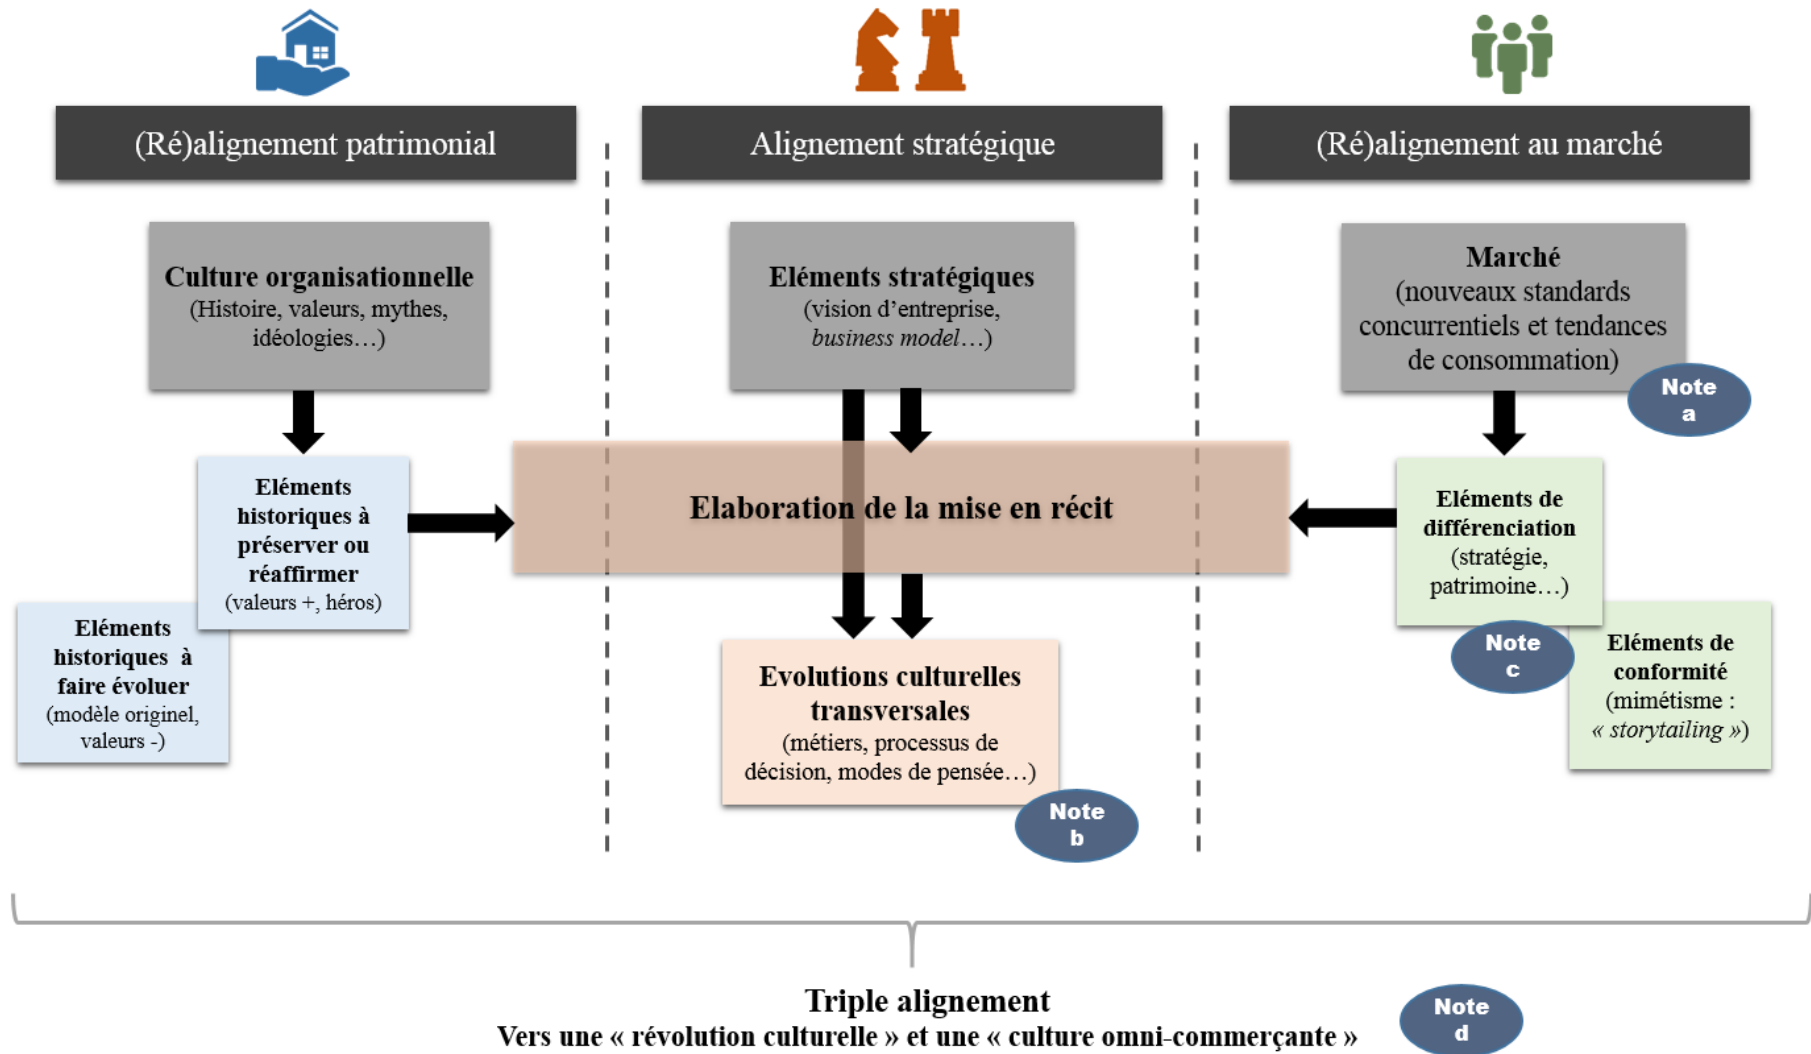 (Ré)alignement patrimonial
Alignement stratégique
(Ré)alignement au marché
Culture organisationnelle
(Histoire, valeurs, mythes,
idéologies…)
Eléments stratégiques
(vision d’entreprise,
business model…)
Marché
(nouveaux standards
concurrentiels et tendances
de consommation)
Note
a
Eléments
historiques à
préserver ou
réaffirmer
(valeurs +, héros)
Elaboration de la mise en récit
Eléments de
différenciation
(stratégie,
patrimoine…)
Eléments
historiques à
faire évoluer
(modèle originel,
valeurs -)
Evolutions culturelles
transversales
(métiers, processus de
décision, modes de pensée…)
Note
b
Note
c
Eléments de
conformité
(mimétisme :
« storytailing »)
Triple alignement
Vers une « révolution culturelle » et une « culture omni-commerçante »
Note
d